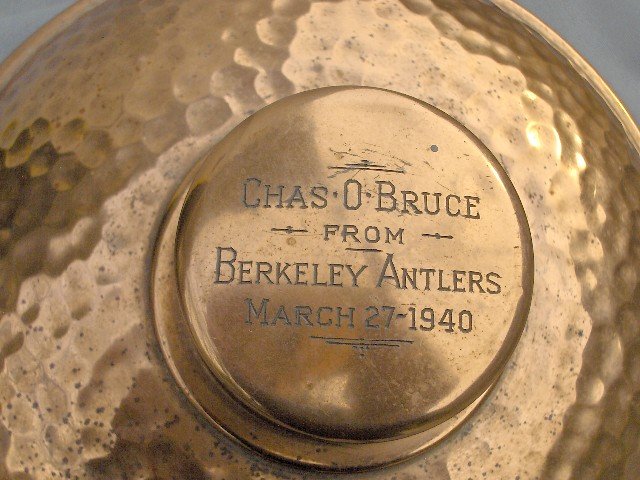 CHAS·O·BRUCE
FROM
BERKELEY ANTLERS
MARCH 27-1940